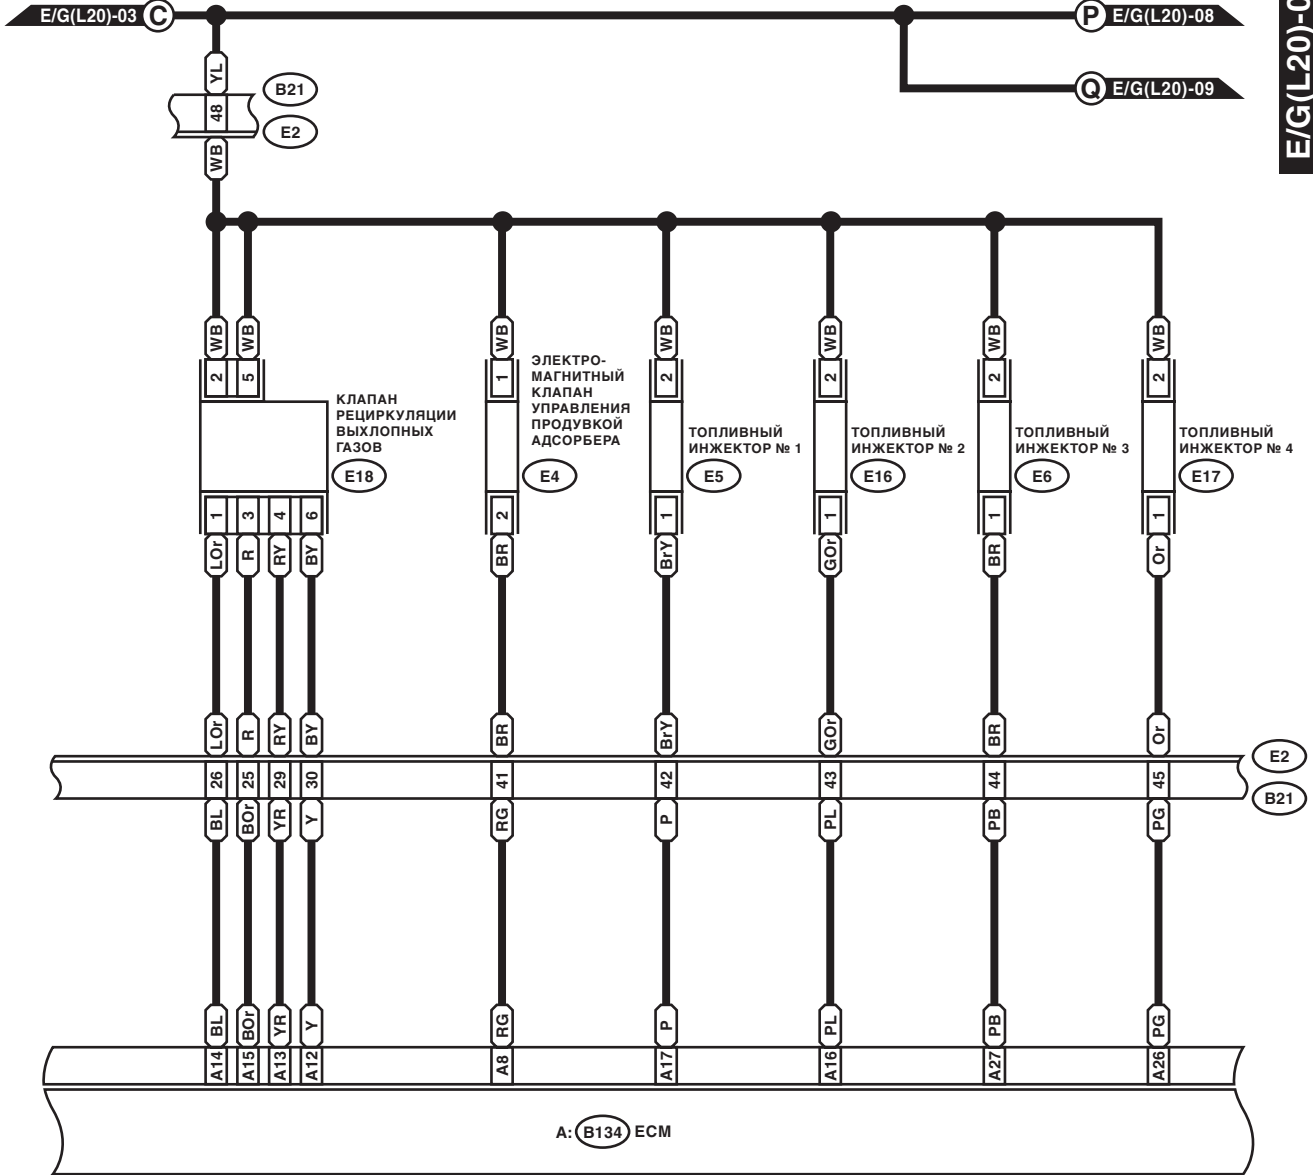 E/G(L20)-03 C
P E/G(L20)-08
Q E/G(L20)-09
YL
B21
48
E2
WB
WB WB WB WB WB WB WB
2 5 1 2 2 2 2
КЛАПАН
РЕЦИРКУЛЯЦИИ
ВЫХЛОПНЫХ
ГАЗОВ
E18
ЭЛЕКТРО-
МАГНИТНЫЙ
КЛАПАН
УПРАВЛЕНИЯ
ПРОДУВКОЙ
АДСОРБЕРА
E4
ТОПЛИВНЫЙ
ИНЖЕКТОР № 1
E5
ТОПЛИВНЫЙ
ИНЖЕКТОР № 2
E16
ТОПЛИВНЫЙ
ИНЖЕКТОР № 3
E6
ТОПЛИВНЫЙ
ИНЖЕКТОР № 4
E17
1 3 4 6 2 1 1 1 1
LOr R RY BY BR BrY GOr BR Or
LOr R RY BY BR BrY GOr BR Or
E2
26 25 29 30 41 42 43 44 45
B21
BL BOr YR Y RG P PL PB PG
BL BOr YR Y RG P PL PB PG
A14 A15 A13 A12 A8 A17 A16 A27 A26
A: B134 ECM